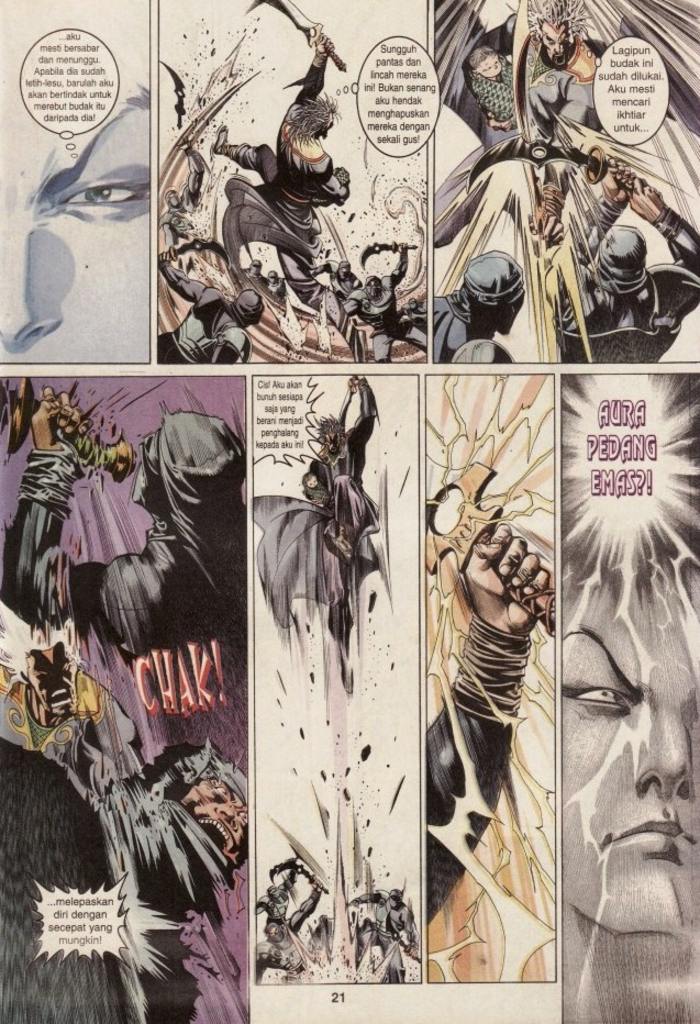 ...aku
mesti bersabar
dan menunggu.
Apabila dia sudah
letih-lesu, barulah aku
akan bertindak untuk
merebut budak itu
daripada dia!
Sungguh
pantas dan
lincah mereka
ini! Bukan senang
aku hendak
menghapuskan
mereka dengan
sekali gus!
Lagipun
budak ini
sudah dilukai.
Aku mesti
mencari
ikhtiar
untuk...
CHAK!
...melepaskan
diri dengan
secepat yang
mungkin!
Cis! Aku akan
bunuh sesiapa
saja yang
berani menjadi
penghalang
kepada aku ini!
AURA
PEDANG
EMAS?!
21